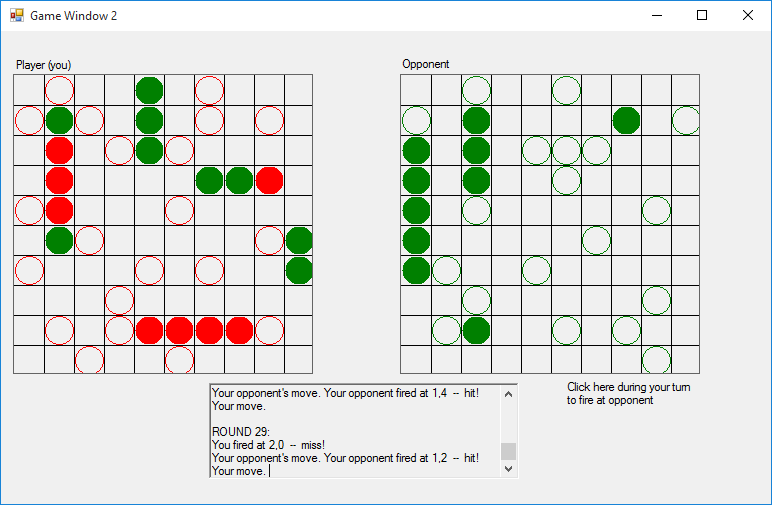 Game Window 2
Player (you)
Opponent
Your opponent's move. Your opponent fired at 1,4  --  hit!
Your move.
ROUND 29:
You fired at 2,0  --  miss!
Your opponent's move. Your opponent fired at 1,2  --  hit!
Your move.
Click here during your turn
to fire at opponent